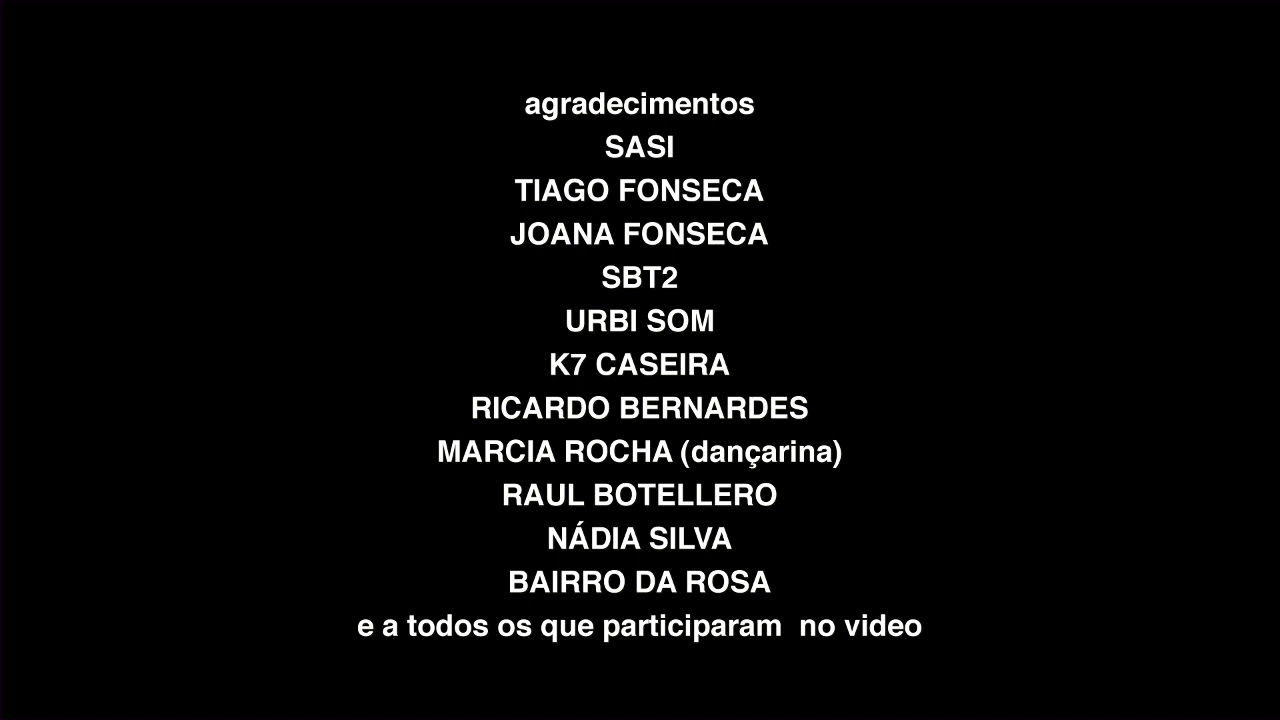 agradecimentos
SASI
TIAGO FONSECA
JOANA FONSECA
SBT2
URBI SOM
K7 CASEIRA
RICARDO BERNARDES
MARCIA ROCHA (dançarina)
RAUL BOTELLERO
NÁDIA SILVA
BAIRRO DA ROSA
e a todos os que participaram  no video